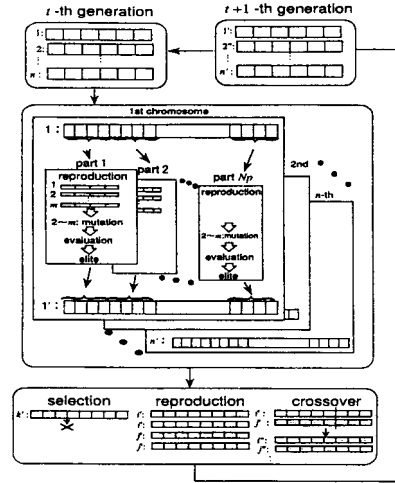 t -th generation
t+1 -th generation
1:
2:
n:
1':
2':
n':
1st chromosome
1:
part 1
part 2
part Np
2nd
n-th
reproduction
1
2
m
2~m: mutation
evaluation
elite
reproduction
2~m:mutation
evaluation
elite
1':
n':
selection
reproduction
crossover
k':